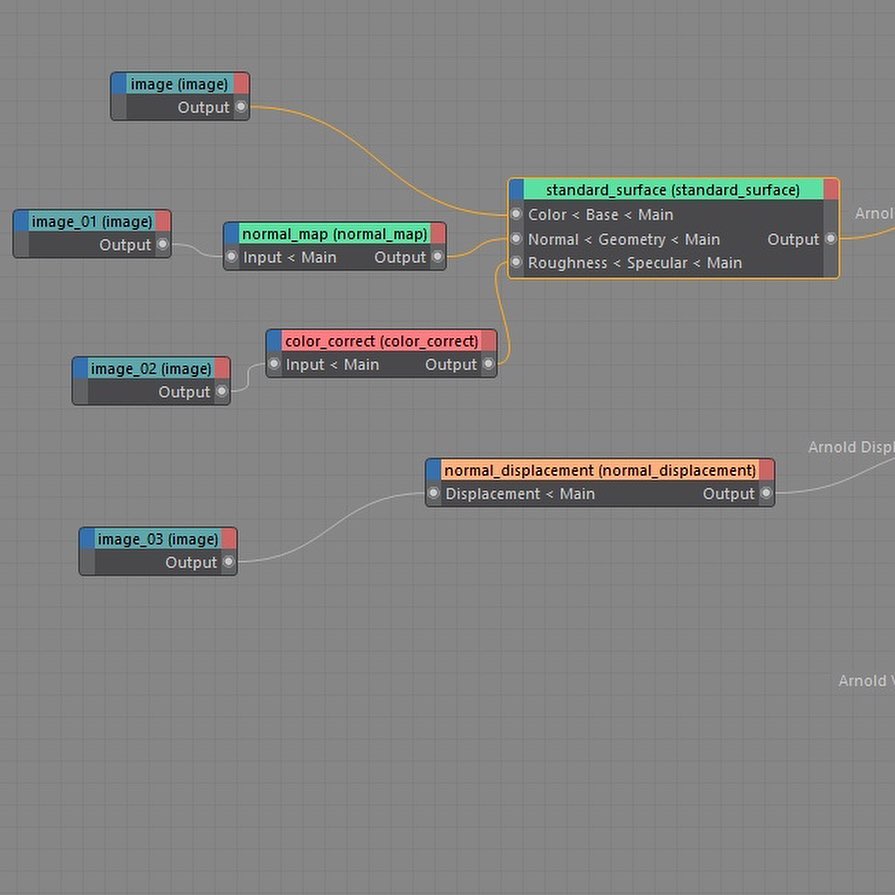 image (image)
Output
standard_surface (standard_surface)
Color < Base < Main
Normal < Geometry < Main
Output
Roughness < Specular < Main
image_01 (image)
Output
normal_map (normal_map)
Input < Main
Output
color_correct (color_correct)
Input < Main
Output
image_02 (image)
Output
Arnold
normal_displacement (normal_displacement)
Displacement < Main
Output
image_03 (image)
Output
Arnold